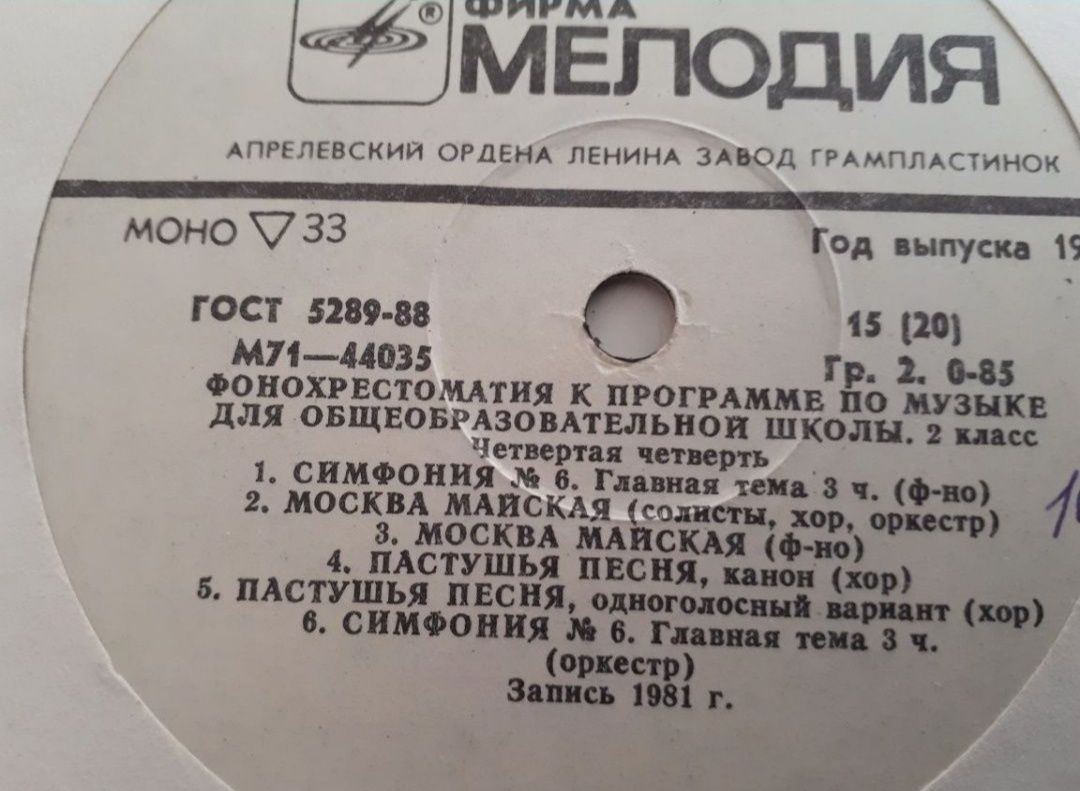 ®
ФИРМА
МЕЛОДИЯ
АПРЕЛЕВСКИЙ ОРДЕНА ЛЕНИНА ЗАВОД ГРАМПЛАСТИНОК
МОНО ▽ 33
Год выпуска 19
ГОСТ 5289-88
15 (20)
М71—44035
Гр. 2. 0-85
ФОНОХРЕСТОМАТИЯ К ПРОГРАММЕ ПО МУЗЫКЕ
ДЛЯ ОБЩЕОБРАЗОВАТЕЛЬНОЙ ШКОЛЫ. 2 класс
Четвертая четверть
1. СИМФОНИЯ № 6. Главная тема 3 ч. (ф-но)
2. МОСКВА МАЙСКАЯ (солисты, хор, оркестр)
3. МОСКВА МАЙСКАЯ (ф-но)
4. ПАСТУШЬЯ ПЕСНЯ, канон (хор)
5. ПАСТУШЬЯ ПЕСНЯ, одноголосный вариант (хор)
6. СИМФОНИЯ № 6. Главная тема 3 ч.
(оркестр)
Запись 1981 г.